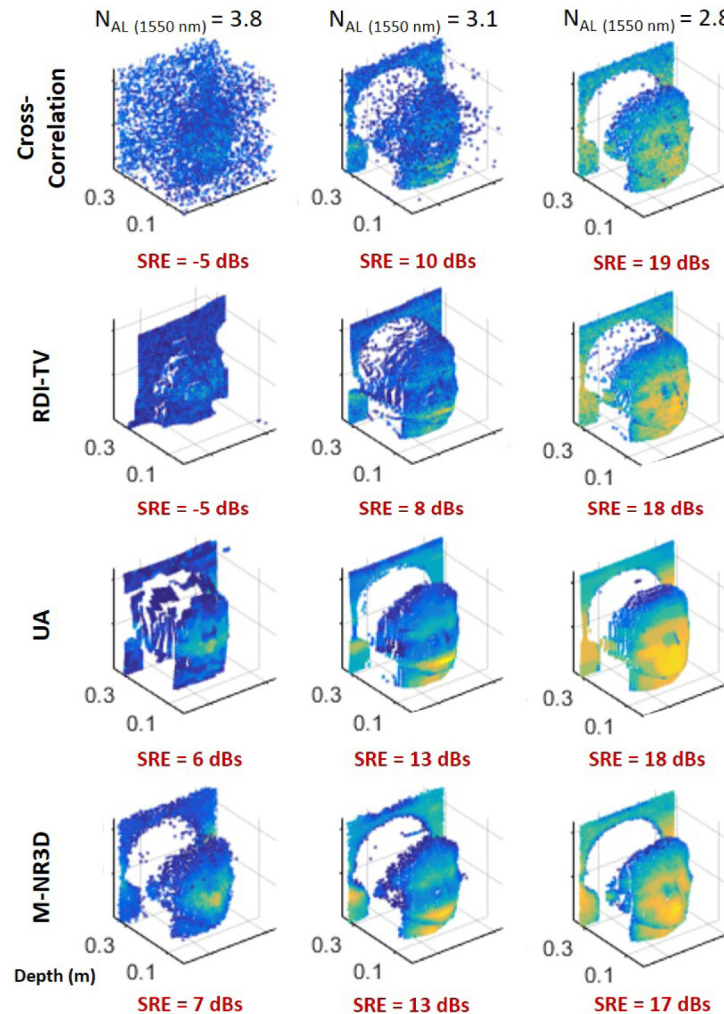 N_AL (1550 nm) = 3.8 N_AL (1550 nm) = 3.1 N_AL (1550 nm) = 2.8
Cross-
Correlation
0.3 0.3 0.3
0.1 0.1 0.1
SRE = -5 dBs SRE = 10 dBs SRE = 19 dBs
RDI-TV
0.3 0.3 0.3
0.1 0.1 0.1
SRE = -5 dBs SRE = 8 dBs SRE = 18 dBs
UA
0.3 0.3 0.3
0.1 0.1 0.1
SRE = 6 dBs SRE = 13 dBs SRE = 18 dBs
M-NR3D
0.3 0.3 0.3
Depth (m) 0.1 0.1 0.1
SRE = 7 dBs SRE = 13 dBs SRE = 17 dBs